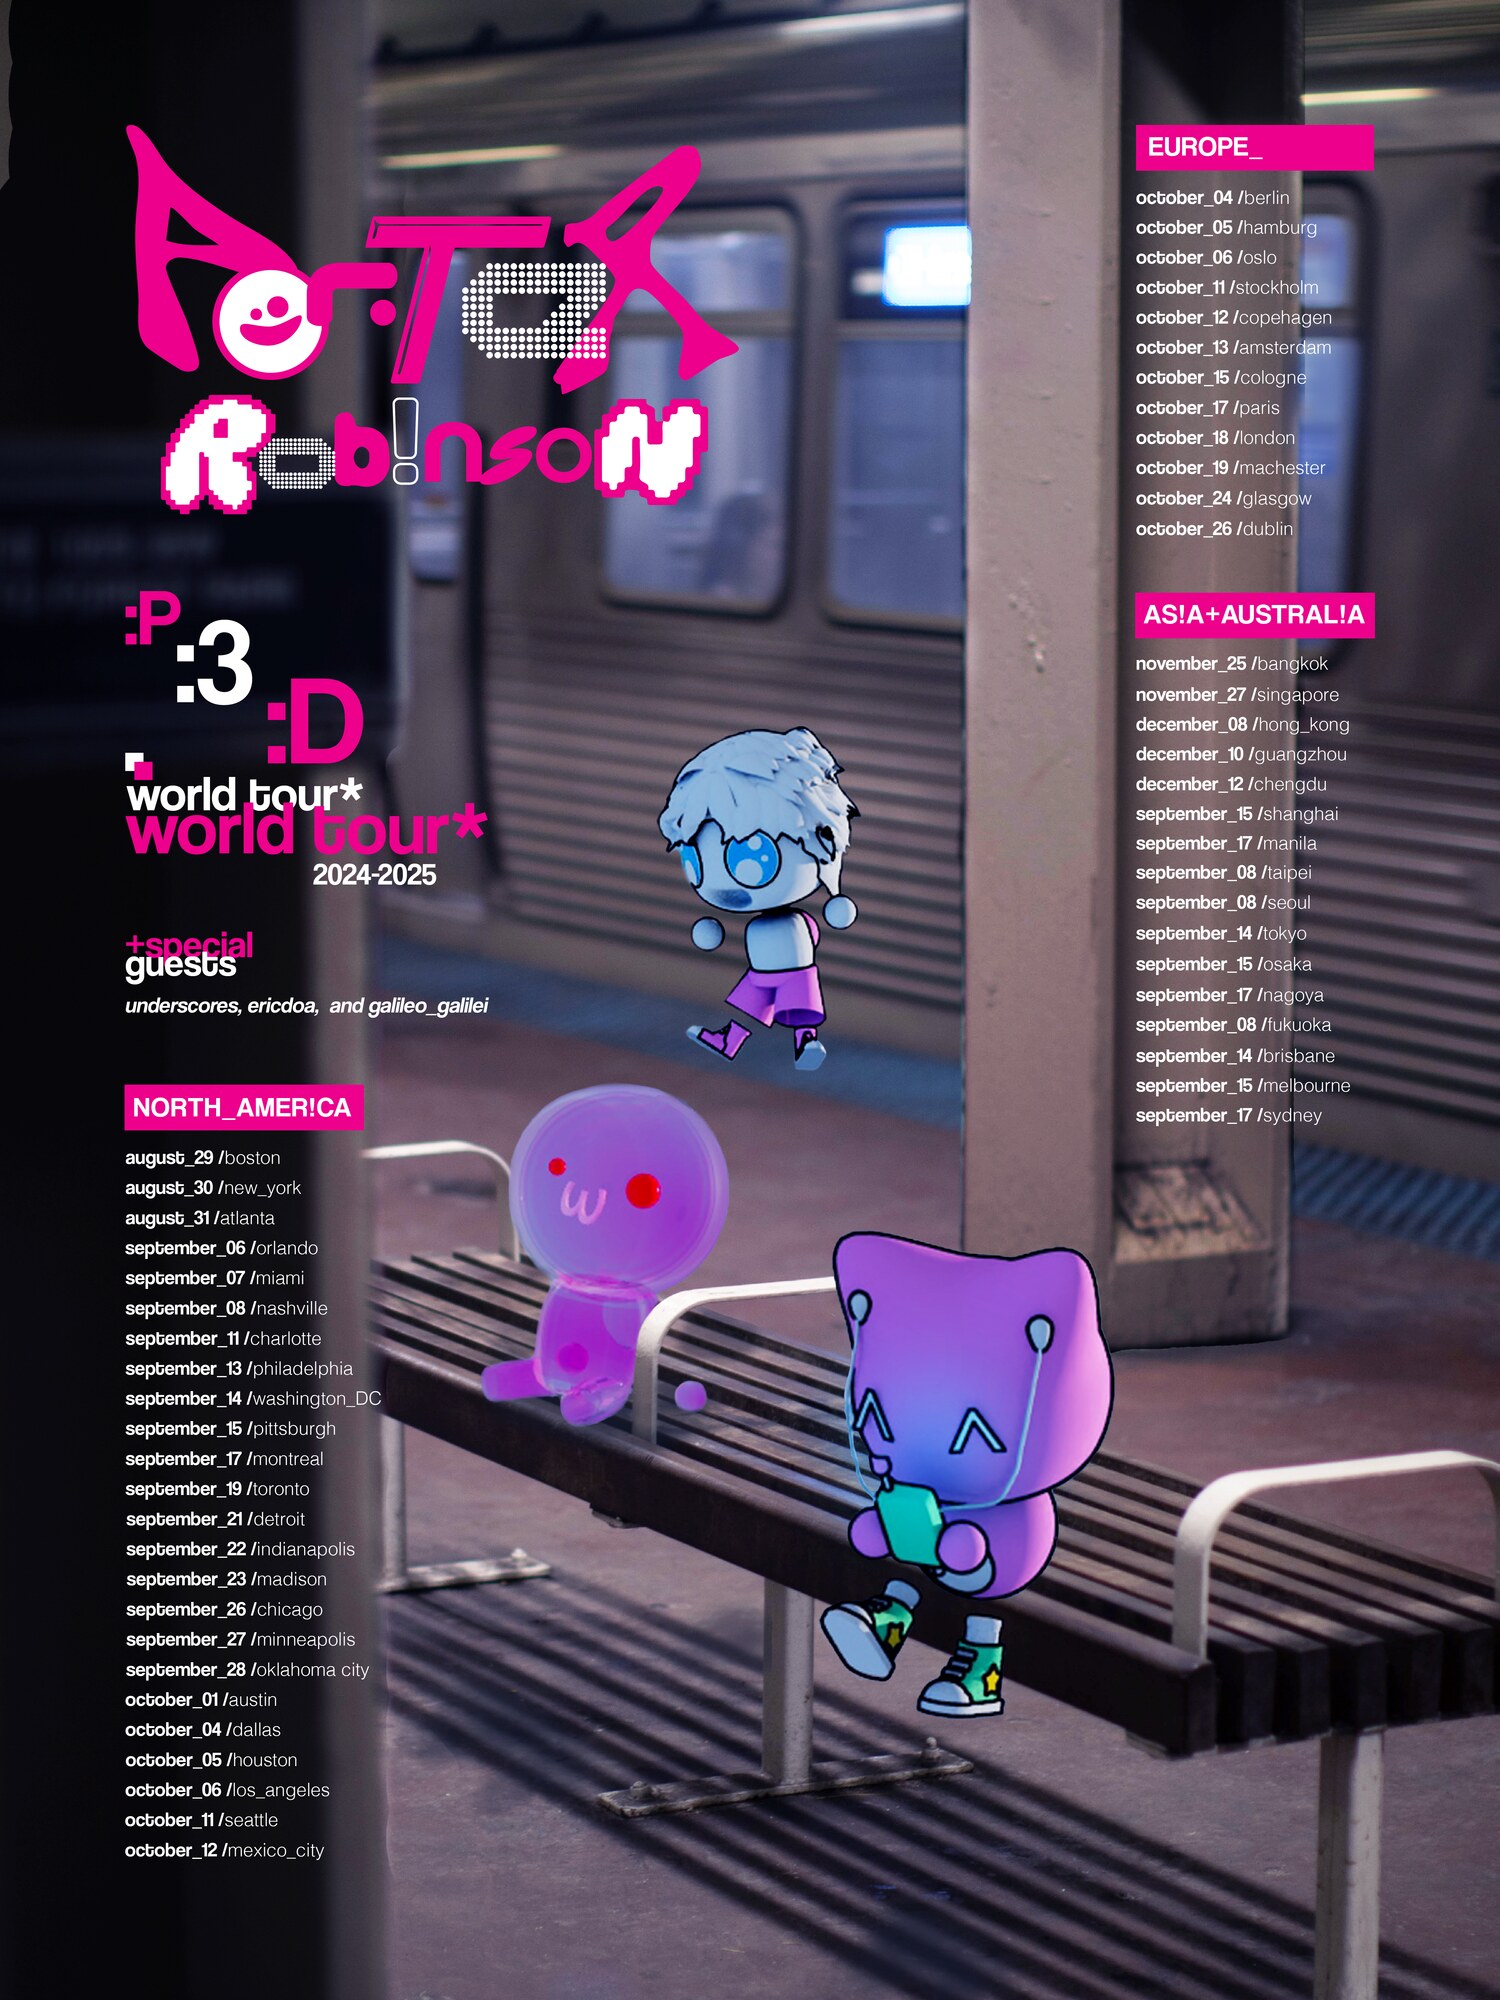 Por.Ter
Rob!nsoN
:P
:3
:D
world tour*
world tour*
2024-2025
+special
guests
underscores, ericdoa, and galileo_galilei
NORTH_AMER!CA
august_29 /boston
august_30 /new_york
august_31 /atlanta
september_06 /orlando
september_07 /miami
september_08 /nashville
september_11 /charlotte
september_13 /philadelphia
september_14 /washington_DC
september_15 /pittsburgh
september_17 /montreal
september_19 /toronto
september_21 /detroit
september_22 /indianapolis
september_23 /madison
september_26 /chicago
september_27 /minneapolis
september_28 /oklahoma city
october_01 /austin
october_04 /dallas
october_05 /houston
october_06 /los_angeles
october_11 /seattle
october_12 /mexico_city
EUROPE_
october_04 /berlin
october_05 /hamburg
october_06 /oslo
october_11 /stockholm
october_12 /copehagen
october_13 /amsterdam
october_15 /cologne
october_17 /paris
october_18 /london
october_19 /machester
october_24 /glasgow
october_26 /dublin
AS!A+AUSTRAL!A
november_25 /bangkok
november_27 /singapore
december_08 /hong_kong
december_10 /guangzhou
december_12 /chengdu
september_15 /shanghai
september_17 /manila
september_08 /taipei
september_08 /seoul
september_14 /tokyo
september_15 /osaka
september_17 /nagoya
september_08 /fukuoka
september_14 /brisbane
september_15 /melbourne
september_17 /sydney